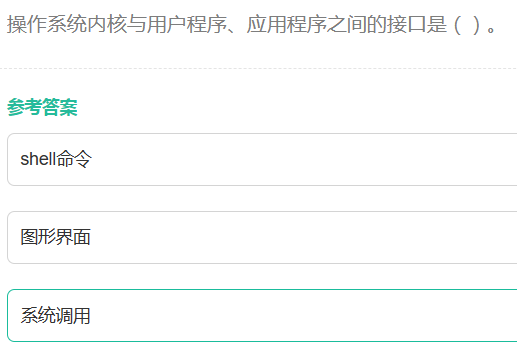 操作系统内核与用户程序、应用程序之间的接口是（ ）。
参考答案
shell命令
图形界面
系统调用